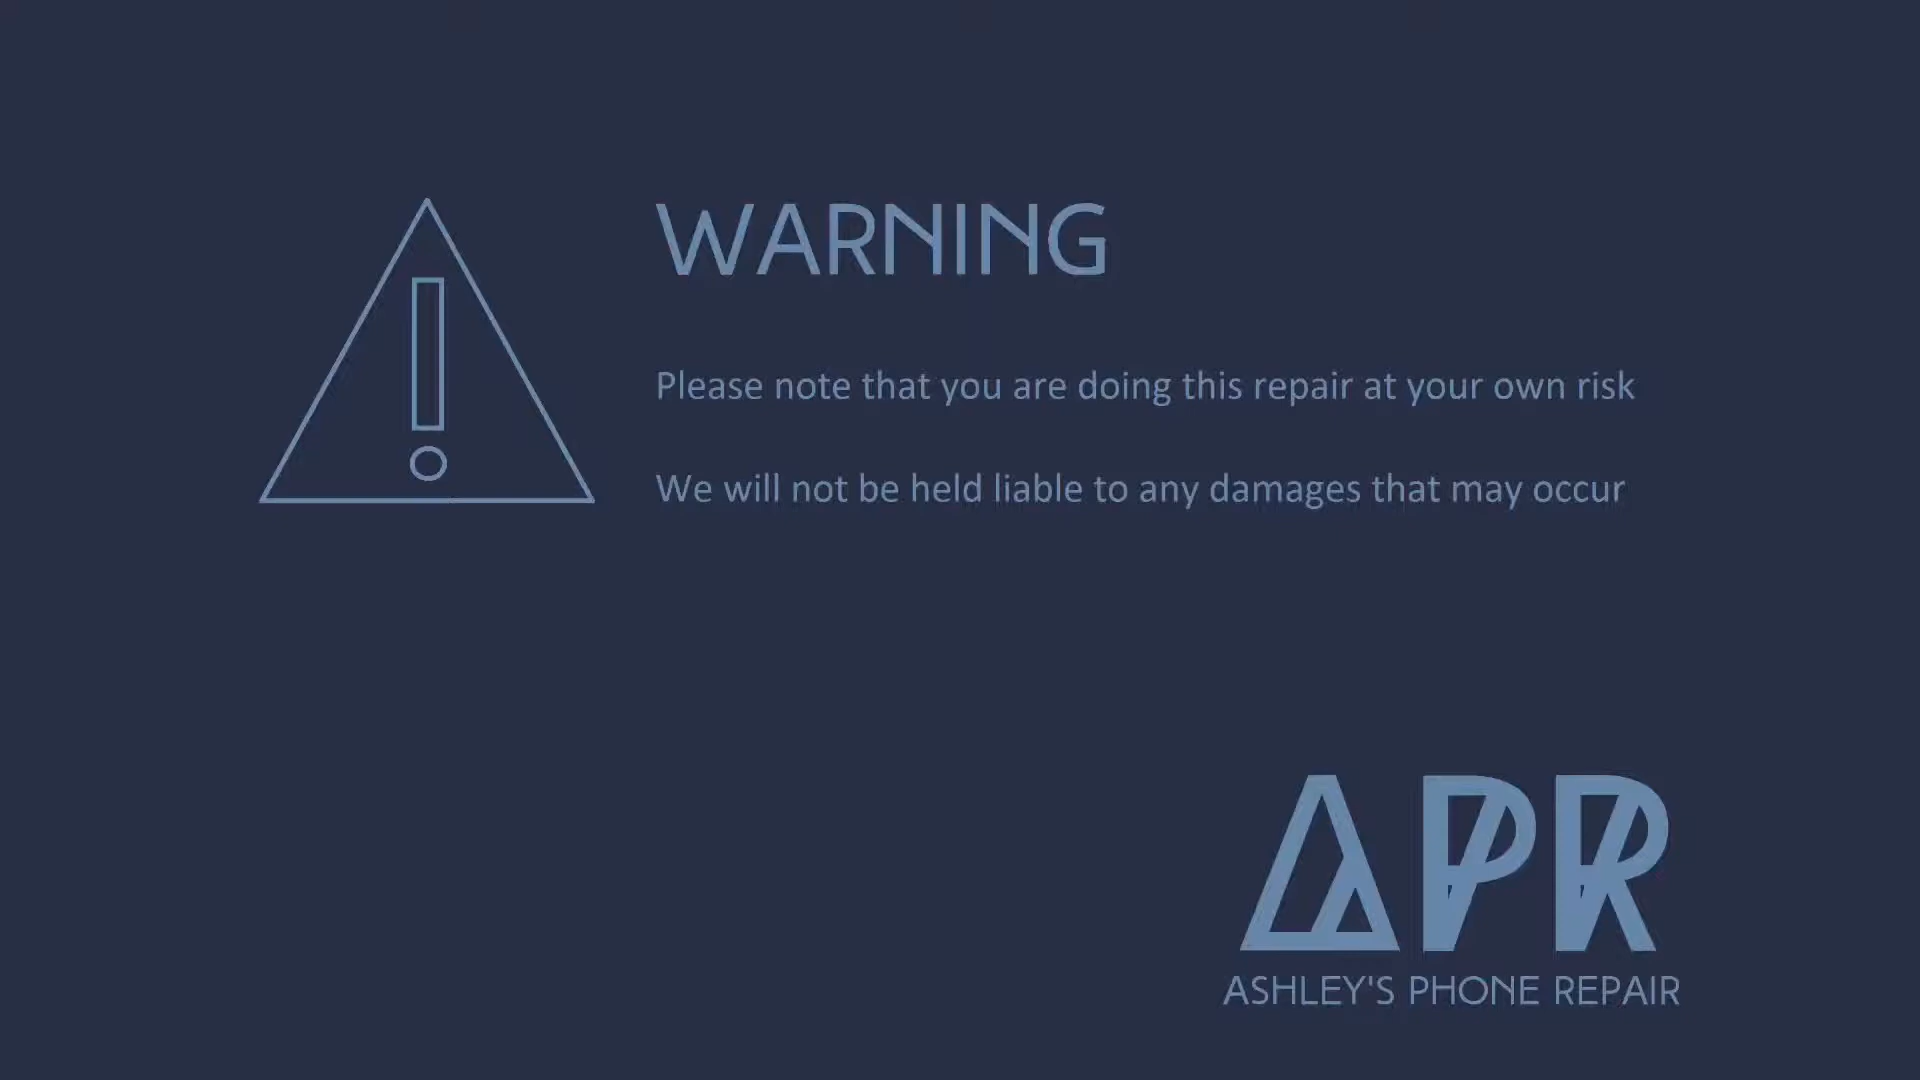 WARNING
Please note that you are doing this repair at your own risk
We will not be held liable to any damages that may occur
APR
ASHLEY'S PHONE REPAIR